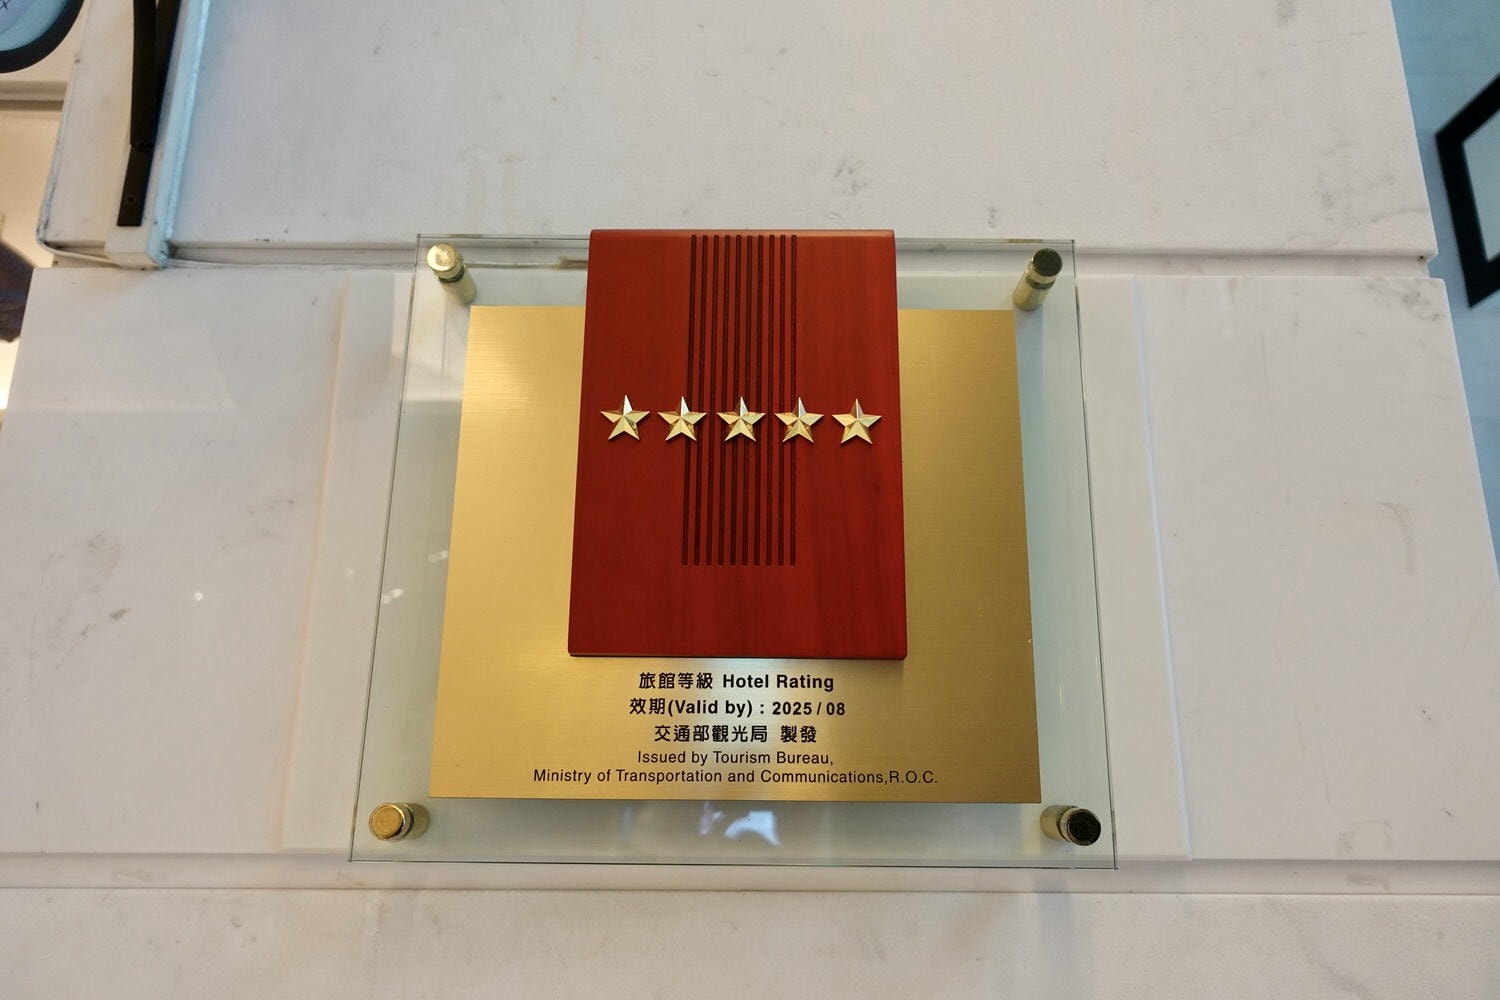 旅館等級 Hotel Rating
效期(Valid by) : 2025 / 08
交通部觀光局 製發
Issued by Tourism Bureau,
Ministry of Transportation and Communications,R.O.C.